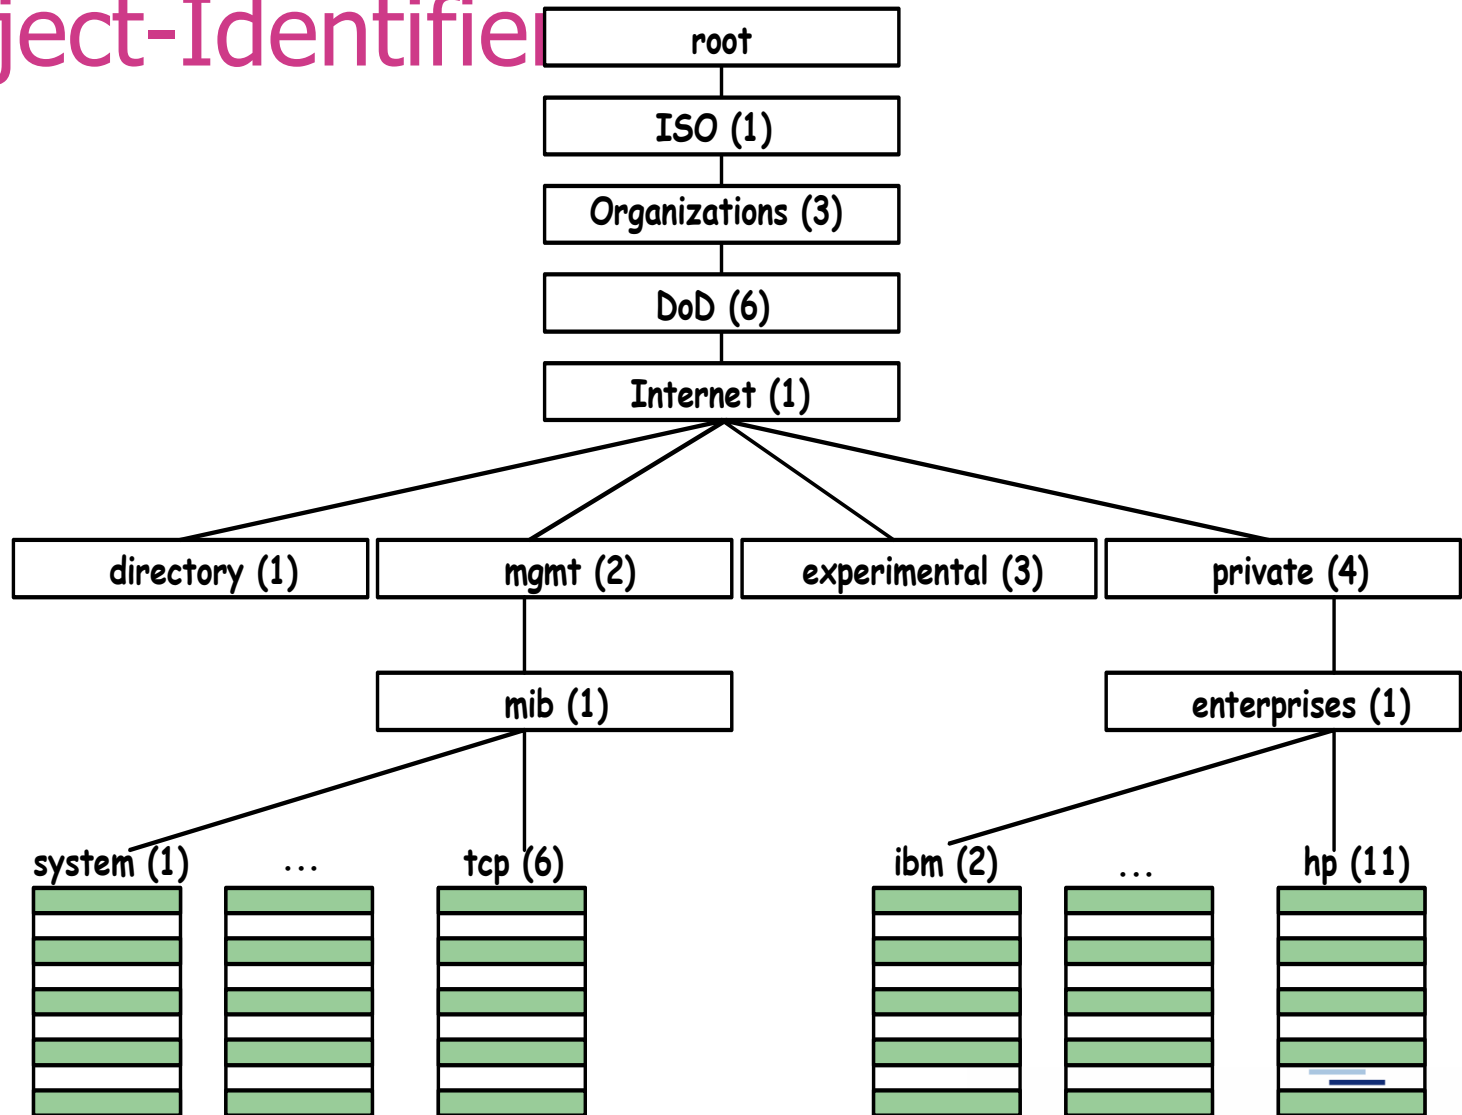 ject-Identifier
root
ISO (1)
Organizations (3)
DoD (6)
Internet (1)
directory (1) mgmt (2) experimental (3) private (4)
mib (1) enterprises (1)
system (1) ... tcp (6) ibm (2) ... hp (11)